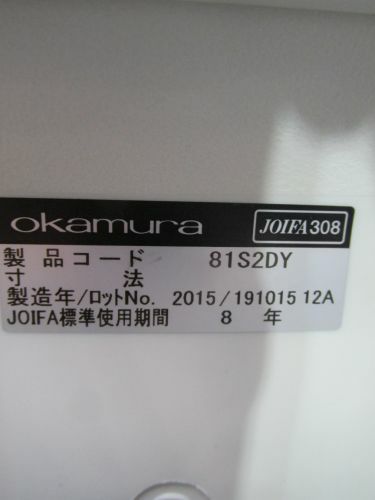 okamura JOIFA308
製品コード 81S2DY
寸法
製造年/ロットNo. 2015/191015 12A
JOIFA標準使用期間 8 年